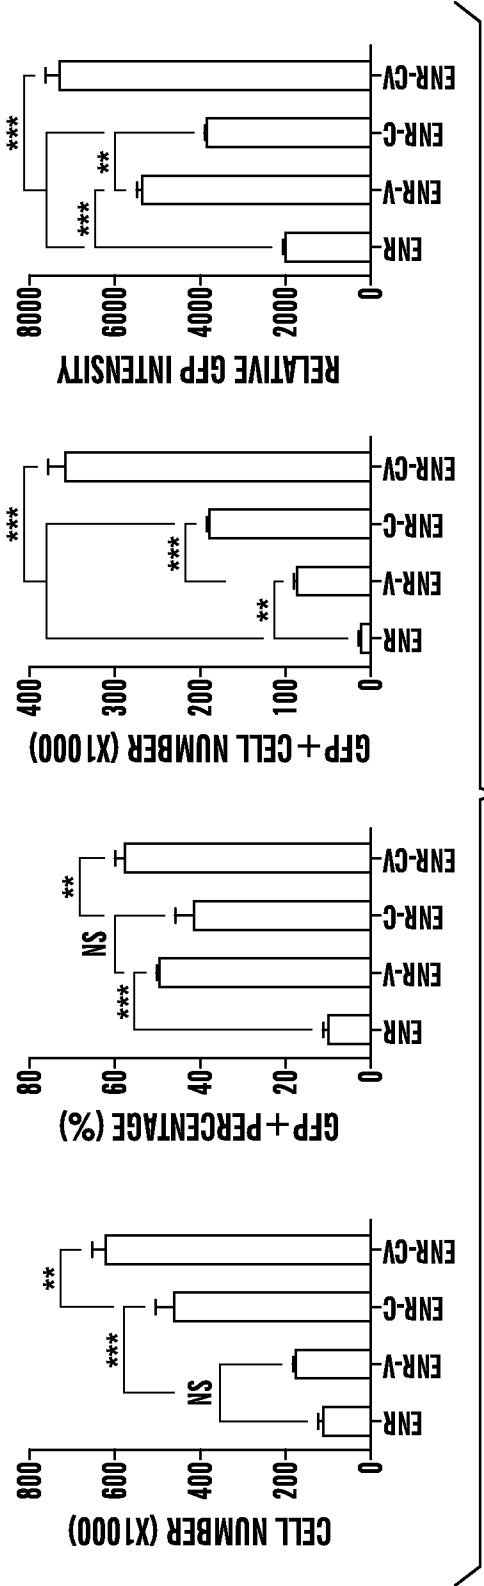 CELL NUMBER (X1000)
800
600
400
200
0
**
***
NS
ENR
ENR-V
ENR-C
ENR-CV
GFP+PERCENTAGE (%)
80
60
40
20
0
**
NS
***
ENR
ENR-V
ENR-C
ENR-CV
GFP+CELL NUMBER (X1000)
400
300
200
100
0
***
***
**
ENR
ENR-V
ENR-C
ENR-CV
RELATIVE GFP INTENSITY
8000
6000
4000
2000
0
***
**
***
ENR
ENR-V
ENR-C
ENR-CV